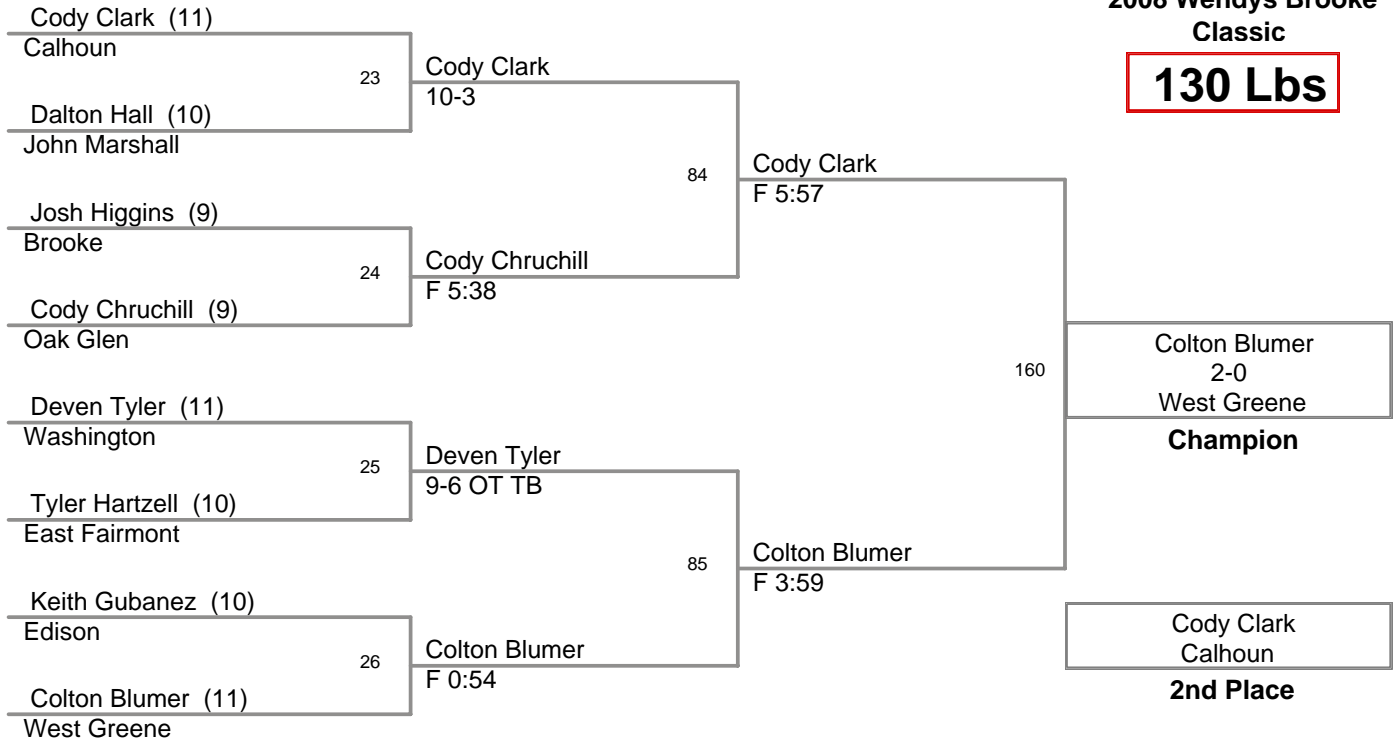 2008 Wendys Brooke
Classic
130 Lbs
Cody Clark (11)
Calhoun
23
Dalton Hall (10)
John Marshall
Josh Higgins (9)
Brooke
24
Cody Chruchill (9)
Oak Glen
Deven Tyler (11)
Washington
25
Tyler Hartzell (10)
East Fairmont
Keith Gubanez (10)
Edison
26
Colton Blumer (11)
West Greene
Cody Clark
10-3
84
Cody Chruchill
F 5:38
Deven Tyler
9-6 OT TB
85
Colton Blumer
F 0:54
Cody Clark
F 5:57
160
Colton Blumer
F 3:59
Colton Blumer
2-0
West Greene
Champion
Cody Clark
Calhoun
2nd Place